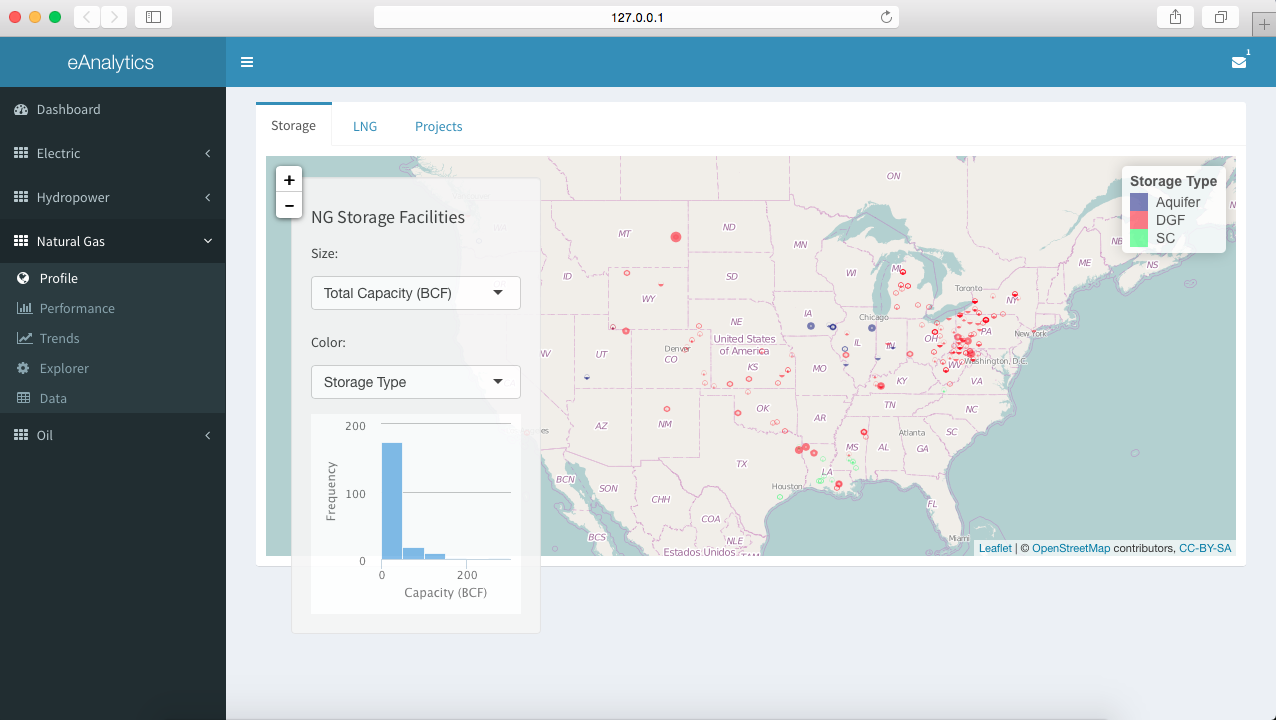 127.0.0.1
eAnalytics
1
Dashboard
Electric
Hydropower
Natural Gas
Profile
Performance
Trends
Explorer
Data
Oil
Storage LNG Projects
+
−
NG Storage Facilities
Size:
Total Capacity (BCF)
Color:
Storage Type
200
100
0
Frequency
0 200
Capacity (BCF)
Storage Type
Aquifer
DGF
SC
ON
MT
ND
MN
NB
ME
NS
ID
SD
WI
MI
Toronto
NY
WY
IA
Chicago
NE
PA
New York
NV
UT
Denver
CO
United States
of America
IL
IN
OH
Washington, D.C.
KS
MO
WV
KY
VA
AZ
NM
OK
AR
TN
NC
Atlanta
SC
MS
AL
GA
TX
LA
Houston
BCN
SON
CHH
COA
FL
BCS
NLE
Miami
Estados Unidos
TAM
Leaflet | © OpenStreetMap contributors, CC-BY-SA